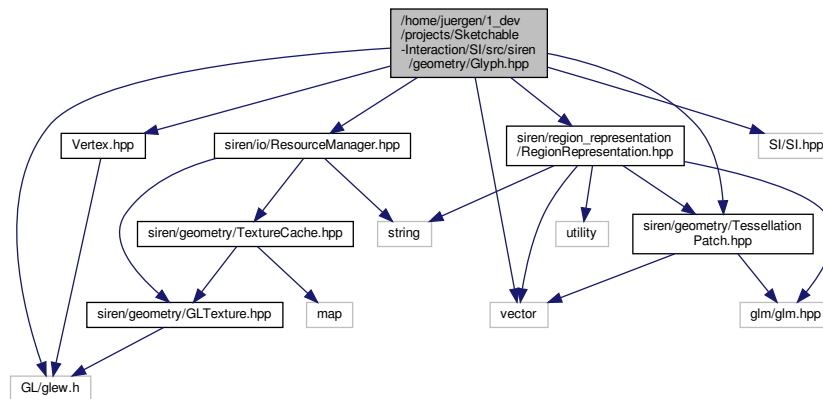 /home/juergen/1_dev
/projects/Sketchable
-Interaction/SI/src/siren
/geometry/Glyph.hpp
Vertex.hpp
siren/io/ResourceManager.hpp
siren/region_representation
/RegionRepresentation.hpp
SI/SI.hpp
siren/geometry/TextureCache.hpp
string
utility
siren/geometry/Tessellation
Patch.hpp
siren/geometry/GLTexture.hpp
map
vector
glm/glm.hpp
GL/glew.h